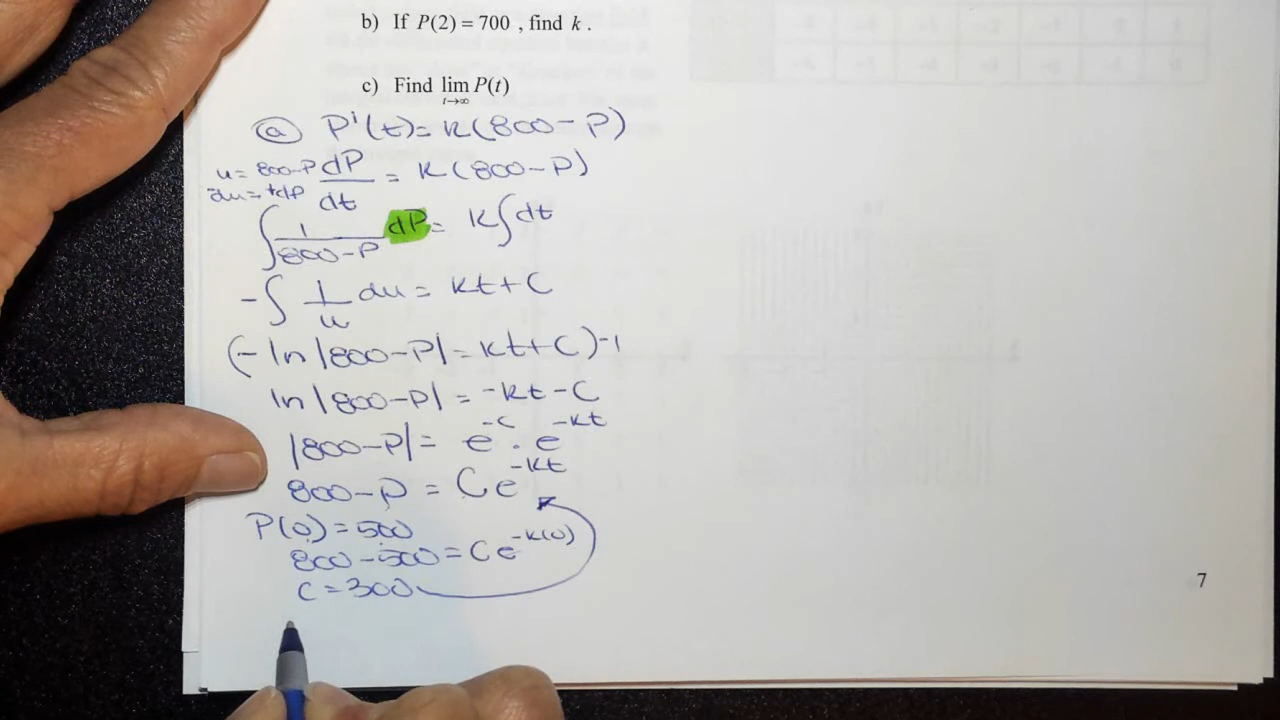 b) If P(2) = 700 , find k .
c) Find lim P(t)
t→∞
ⓐ P'(t) = k(800-P)
u = 800-P dP/dt = k(800-P)
-du = +dP
∫ 1/(800-P) dP = k∫dt
-∫ 1/u du = kt+C
(-ln|800-P| = kt+C)-1
ln|800-P| = -kt-C
|800-P| = e^-C · e^-kt
800-P = Ce^-kt
P(0) = 500
800-500 = Ce^-k(0)
C = 300
7